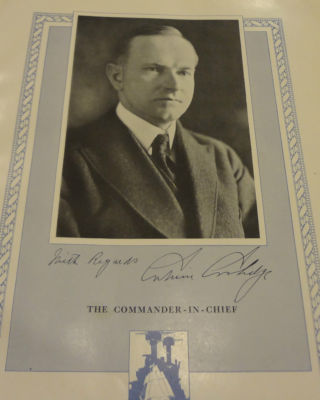 With Regards Calvin Coolidge
THE COMMANDER-IN-CHIEF